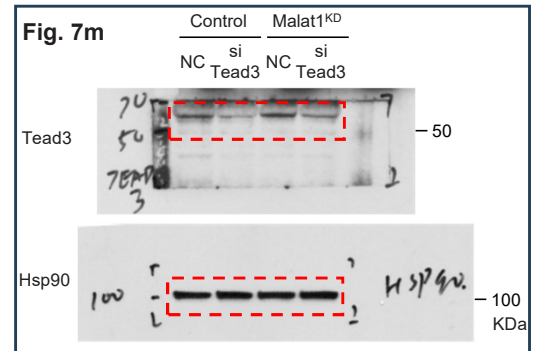 Fig. 7m
Control Malat1KD
NC si Tead3 NC si Tead3
Tead3
70
50
TEAD
3
50
Hsp90
100
Hsp90.
100
KDa